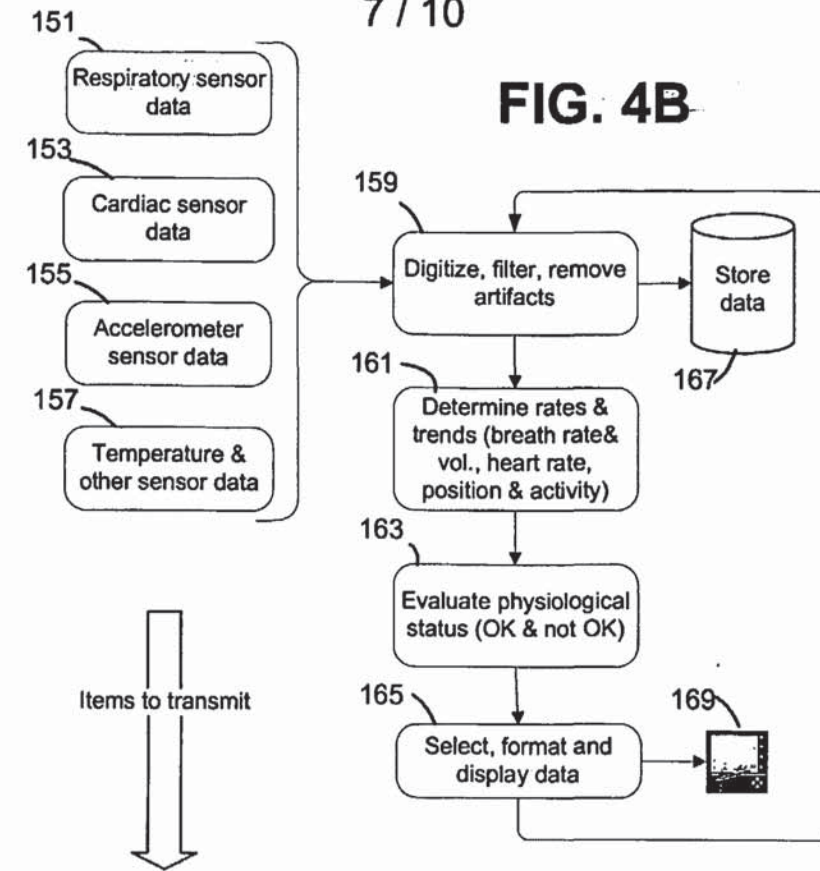 7 / 10
FIG. 4B
151
Respiratory sensor
data
153
Cardiac sensor
data
155
Accelerometer
sensor data
157
Temperature &
other sensor data
159
Digitize, filter, remove
artifacts
Store
data
167
161
Determine rates &
trends (breath rate&
vol., heart rate,
position & activity)
163
Evaluate physiological
status (OK & not OK)
165
Select, format and
display data
169
Items to transmit